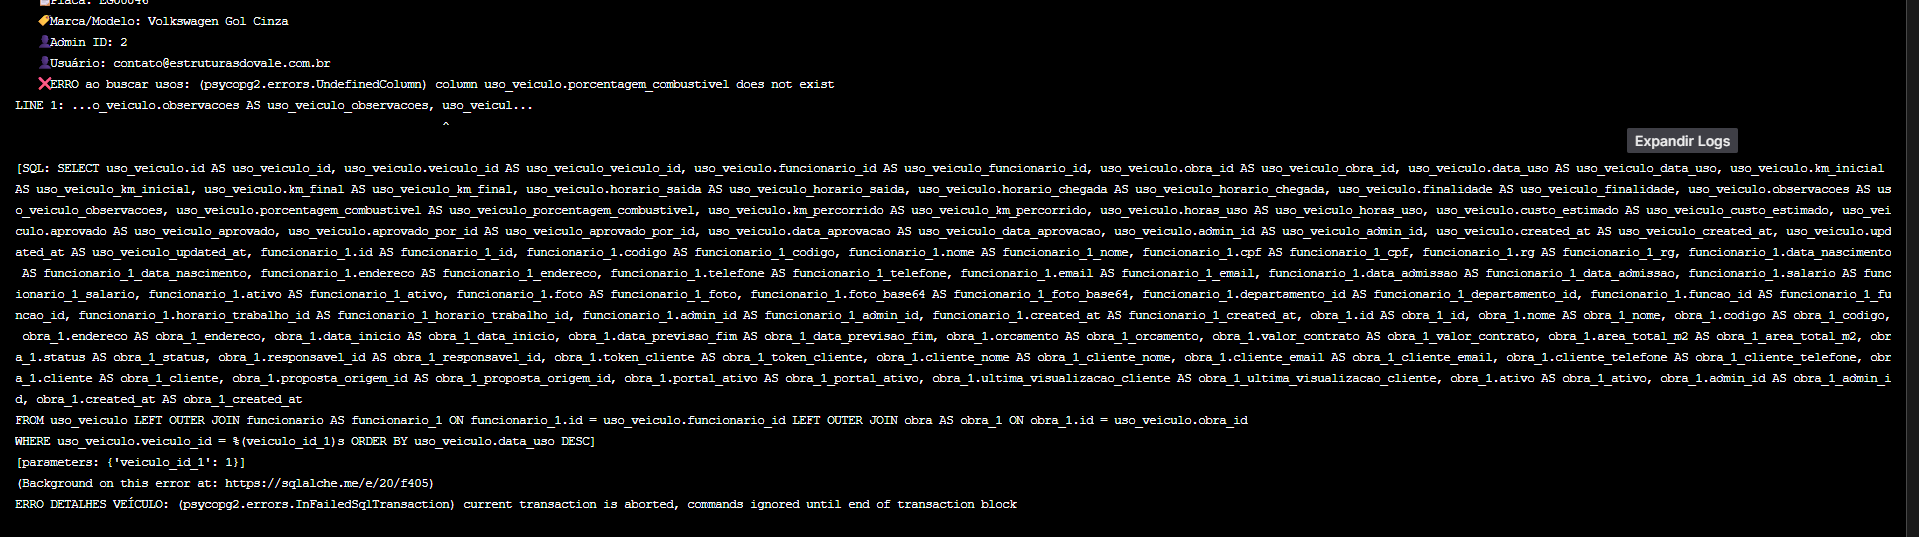 Placa: EGU0046
Marca/Modelo: Volkswagen Gol Cinza
Admin ID: 2
Usuário: contato@estruturasdovale.com.br
ERRO ao buscar usos: (psycopg2.errors.UndefinedColumn) column uso_veiculo.porcentagem_combustivel does not exist
LINE 1: ...o_veiculo.observacoes AS uso_veiculo_observacoes, uso_veicul...
^
Expandir Logs
[SQL: SELECT uso_veiculo.id AS uso_veiculo_id, uso_veiculo.veiculo_id AS uso_veiculo_veiculo_id, uso_veiculo.funcionario_id AS uso_veiculo_funcionario_id, uso_veiculo.obra_id AS uso_veiculo_obra_id, uso_veiculo.data_uso AS uso_veiculo_data_uso, uso_veiculo.km_inicial
AS uso_veiculo_km_inicial, uso_veiculo.km_final AS uso_veiculo_km_final, uso_veiculo.horario_saida AS uso_veiculo_horario_saida, uso_veiculo.horario_chegada AS uso_veiculo_horario_chegada, uso_veiculo.finalidade AS uso_veiculo_finalidade, uso_veiculo.observacoes AS us
o_veiculo_observacoes, uso_veiculo.porcentagem_combustivel AS uso_veiculo_porcentagem_combustivel, uso_veiculo.km_percorrido AS uso_veiculo_km_percorrido, uso_veiculo.horas_uso AS uso_veiculo_horas_uso, uso_veiculo.custo_estimado AS uso_veiculo_custo_estimado, uso_vei
culo.aprovado AS uso_veiculo_aprovado, uso_veiculo.aprovado_por_id AS uso_veiculo_aprovado_por_id, uso_veiculo.data_aprovacao AS uso_veiculo_data_aprovacao, uso_veiculo.admin_id AS uso_veiculo_admin_id, uso_veiculo.created_at AS uso_veiculo_created_at, uso_veiculo.upd
ated_at AS uso_veiculo_updated_at, funcionario_1.id AS funcionario_1_id, funcionario_1.codigo AS funcionario_1_codigo, funcionario_1.nome AS funcionario_1_nome, funcionario_1.cpf AS funcionario_1_cpf, funcionario_1.rg AS funcionario_1_rg, funcionario_1.data_nascimento
AS funcionario_1_data_nascimento, funcionario_1.endereco AS funcionario_1_endereco, funcionario_1.telefone AS funcionario_1_telefone, funcionario_1.email AS funcionario_1_email, funcionario_1.data_admissao AS funcionario_1_data_admissao, funcionario_1.salario AS func
ionario_1_salario, funcionario_1.ativo AS funcionario_1_ativo, funcionario_1.foto AS funcionario_1_foto, funcionario_1.foto_base64 AS funcionario_1_foto_base64, funcionario_1.departamento_id AS funcionario_1_departamento_id, funcionario_1.funcao_id AS funcionario_1_fu
ncao_id, funcionario_1.horario_trabalho_id AS funcionario_1_horario_trabalho_id, funcionario_1.admin_id AS funcionario_1_admin_id, funcionario_1.created_at AS funcionario_1_created_at, obra_1.id AS obra_1_id, obra_1.nome AS obra_1_nome, obra_1.codigo AS obra_1_codigo,
obra_1.endereco AS obra_1_endereco, obra_1.data_inicio AS obra_1_data_inicio, obra_1.data_previsao_fim AS obra_1_data_previsao_fim, obra_1.orcamento AS obra_1_orcamento, obra_1.valor_contrato AS obra_1_valor_contrato, obra_1.area_total_m2 AS obra_1_area_total_m2, obr
a_1.status AS obra_1_status, obra_1.responsavel_id AS obra_1_responsavel_id, obra_1.token_cliente AS obra_1_token_cliente, obra_1.cliente_nome AS obra_1_cliente_nome, obra_1.cliente_email AS obra_1_cliente_email, obra_1.cliente_telefone AS obra_1_cliente_telefone, obr
a_1.cliente AS obra_1_cliente, obra_1.proposta_origem_id AS obra_1_proposta_origem_id, obra_1.portal_ativo AS obra_1_portal_ativo, obra_1.ultima_visualizacao_cliente AS obra_1_ultima_visualizacao_cliente, obra_1.ativo AS obra_1_ativo, obra_1.admin_id AS obra_1_admin_i
d, obra_1.created_at AS obra_1_created_at
FROM uso_veiculo LEFT OUTER JOIN funcionario AS funcionario_1 ON funcionario_1.id = uso_veiculo.funcionario_id LEFT OUTER JOIN obra AS obra_1 ON obra_1.id = uso_veiculo.obra_id
WHERE uso_veiculo.veiculo_id = %(veiculo_id_1)s ORDER BY uso_veiculo.data_uso DESC]
[parameters: {'veiculo_id_1': 1}]
(Background on this error at: https://sqlalche.me/e/20/f405)
ERRO DETALHES VEÍCULO: (psycopg2.errors.InFailedSqlTransaction) current transaction is aborted, commands ignored until end of transaction block